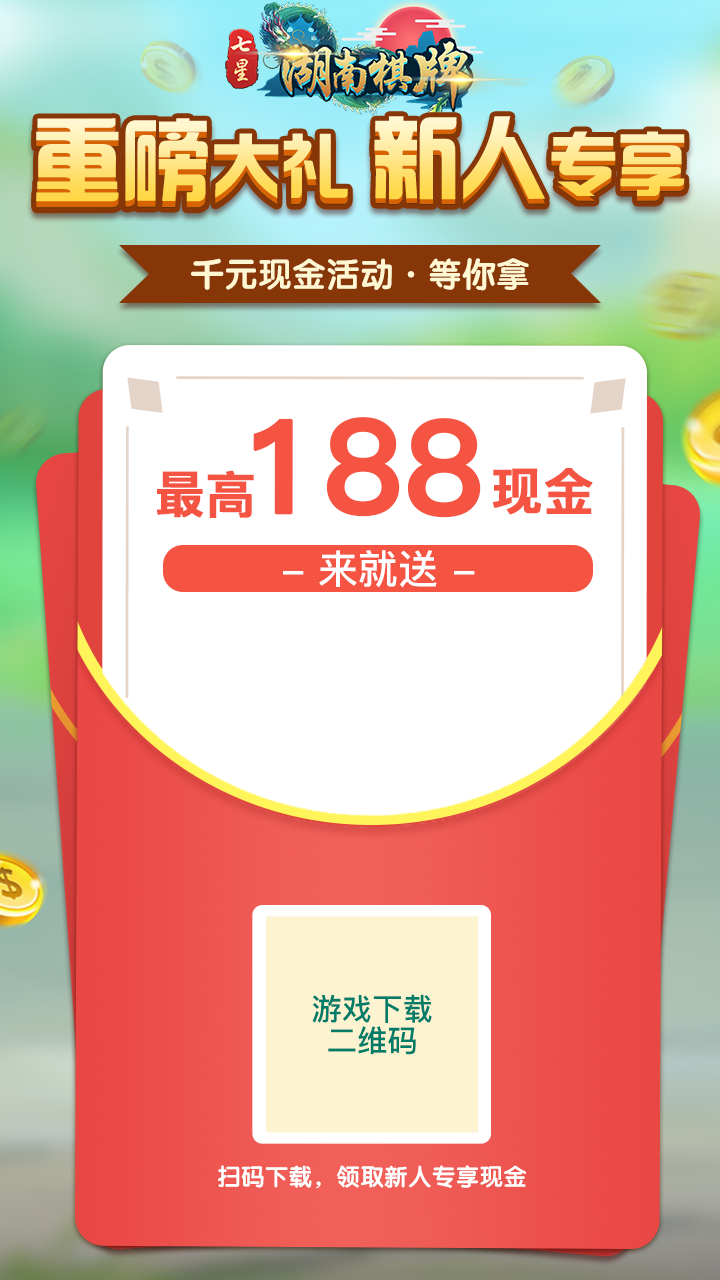 七星
湖南棋牌
重磅大礼 新人专享
千元现金活动·等你拿
最高188现金
– 来就送 –
游戏下载
二维码
扫码下载，领取新人专享现金